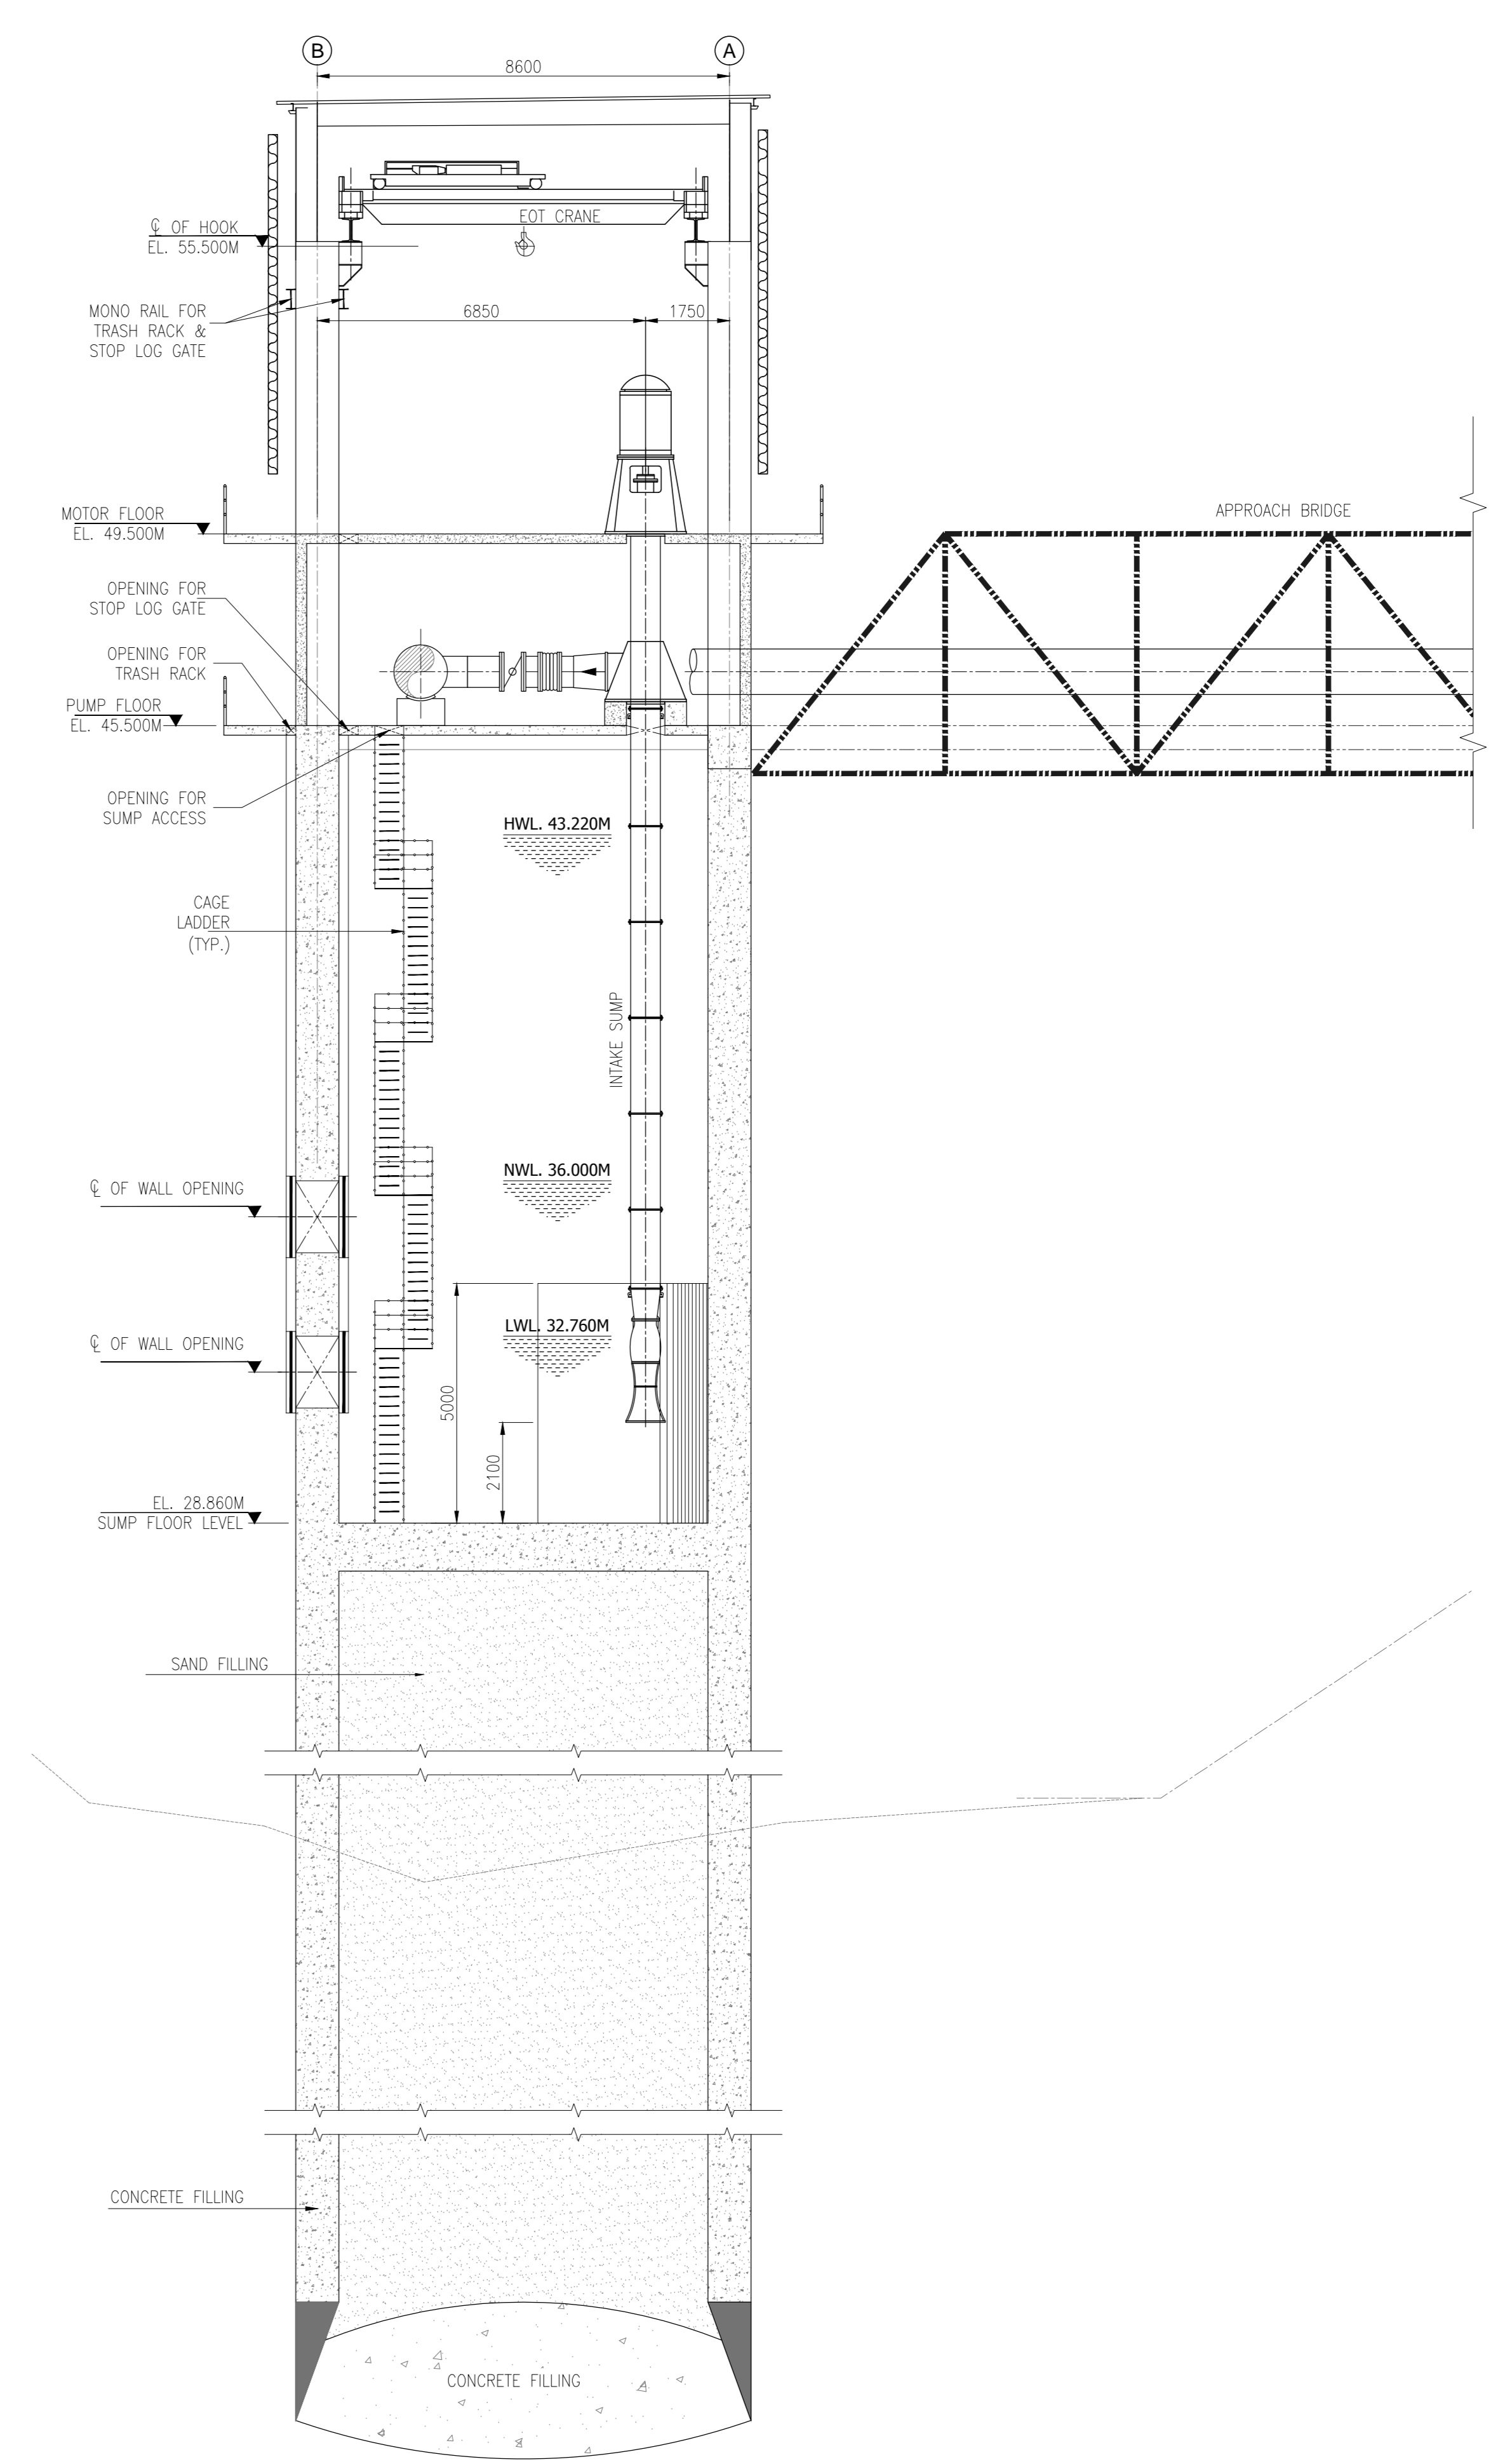 B
A
8600
EOT CRANE
℄ OF HOOK
EL. 55.500M
MONO RAIL FOR
TRASH RACK &
STOP LOG GATE
6850
1750
MOTOR FLOOR
EL. 49.500M
APPROACH BRIDGE
OPENING FOR
STOP LOG GATE
OPENING FOR
TRASH RACK
PUMP FLOOR
EL. 45.500M
OPENING FOR
SUMP ACCESS
HWL. 43.220M
CAGE
LADDER
(TYP.)
INTAKE SUMP
NWL. 36.000M
℄ OF WALL OPENING
LWL. 32.760M
℄ OF WALL OPENING
5000
2100
EL. 28.860M
SUMP FLOOR LEVEL
SAND FILLING
CONCRETE FILLING
CONCRETE FILLING